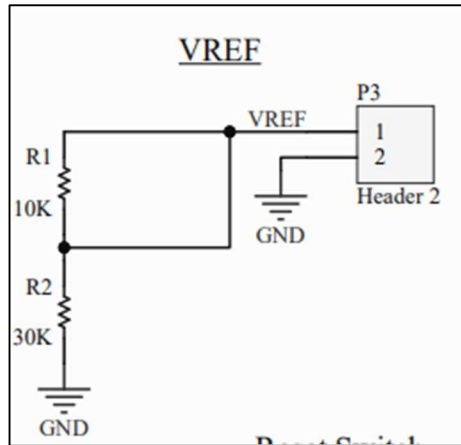 VREF
P3
VREF
1
2
Header 2
GND
R1
10K
R2
30K
GND